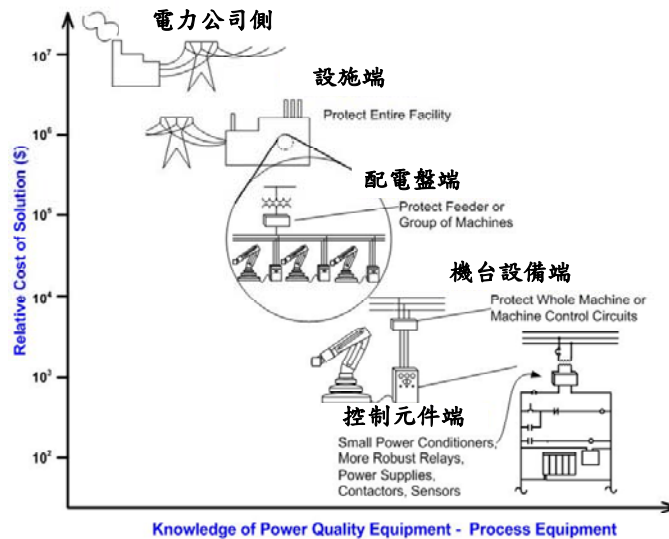 電力公司側
設施端
Protect Entire Facility
配電盤端
Protect Feeder or
Group of Machines
機台設備端
Protect Whole Machine or
Machine Control Circuits
控制元件端
Small Power Conditioners,
More Robust Relays,
Power Supplies,
Contactors, Sensors
Relative Cost of Solution ($)
10⁷
10⁶
10⁵
10⁴
10³
10²
Knowledge of Power Quality Equipment - Process Equipment